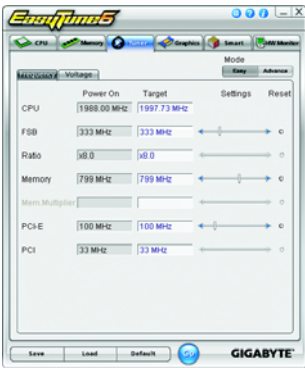 EasyTune6
CPU Memory Tuner Graphics Smart HW Monitor
Mode
Easy Advance
Frequency Voltage
Power On Target Settings Reset
CPU 1988.00 MHz 1997.73 MHz
FSB 333 MHz 333 MHz
Ratio x8.0 x8.0
Memory 799 MHz 799 MHz
Mem.Multiplier
PCI-E 100 MHz 100 MHz
PCI 33 MHz 33 MHz
Save Load Default Go GIGABYTE